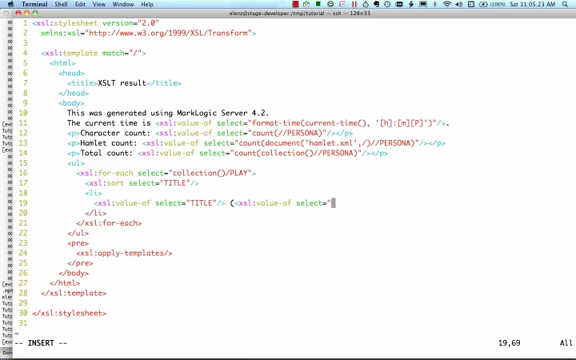 Terminal Shell Edit View Window Help Sat 11:05:23 AM
elena@stage-developer:/tmp/tutorial — ssh — 128×33
1 <xsl:stylesheet version="2.0"
2 xmlns:xsl="http://www.w3.org/1999/XSL/Transform">
3
4 <xsl:template match="/">
5 <html>
6 <head>
7 <title>XSLT result</title>
8 </head>
9 <body>
10 This was generated using MarkLogic Server 4.2.
11 The current time is <xsl:value-of select="format-time(current-time(), '[h]:[m][P]')"/>.
12 <p>Character count: <xsl:value-of select="count(//PERSONA)"/></p>
13 <p>Hamlet count: <xsl:value-of select="count(document('hamlet.xml',/)//PERSONA)"/></p>
14 <p>Total count: <xsl:value-of select="count(collection()//PERSONA)"/></p>
15 <ul>
16 <xsl:for-each select="collection()/PLAY">
17 <xsl:sort select="TITLE"/>
18 <li>
19 <xsl:value-of select="TITLE"/> (<xsl:value-of select="
20 </li>
21 </xsl:for-each>
22 </ul>
23 <pre>
24 <xsl:apply-templates/>
25 </pre>
26 </body>
27 </html>
28 </xsl:template>
29
30 </xsl:stylesheet>
31
~
-- INSERT -- 19,69 All